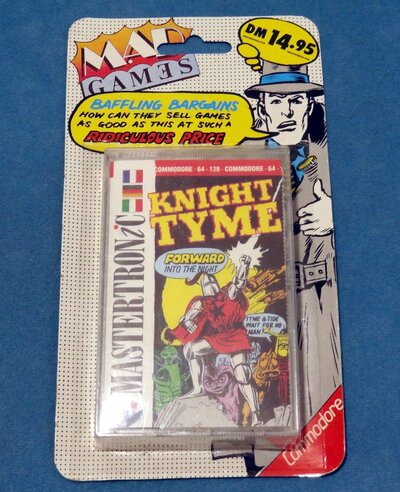 M.A.D
GAMES
DM 14.95
BAFFLING BARGAINS
HOW CAN THEY SELL GAMES
AS GOOD AS THIS AT SUCH A
RIDICULOUS PRICE
MASTERTRONIC
COMMODORE · 64 · 128 · COMMODORE · 64 ·
KNIGHT
TYME
FORWARD
INTO THE NIGHT
TYME & TIDE
WAIT FOR NO
MAN
Commodore